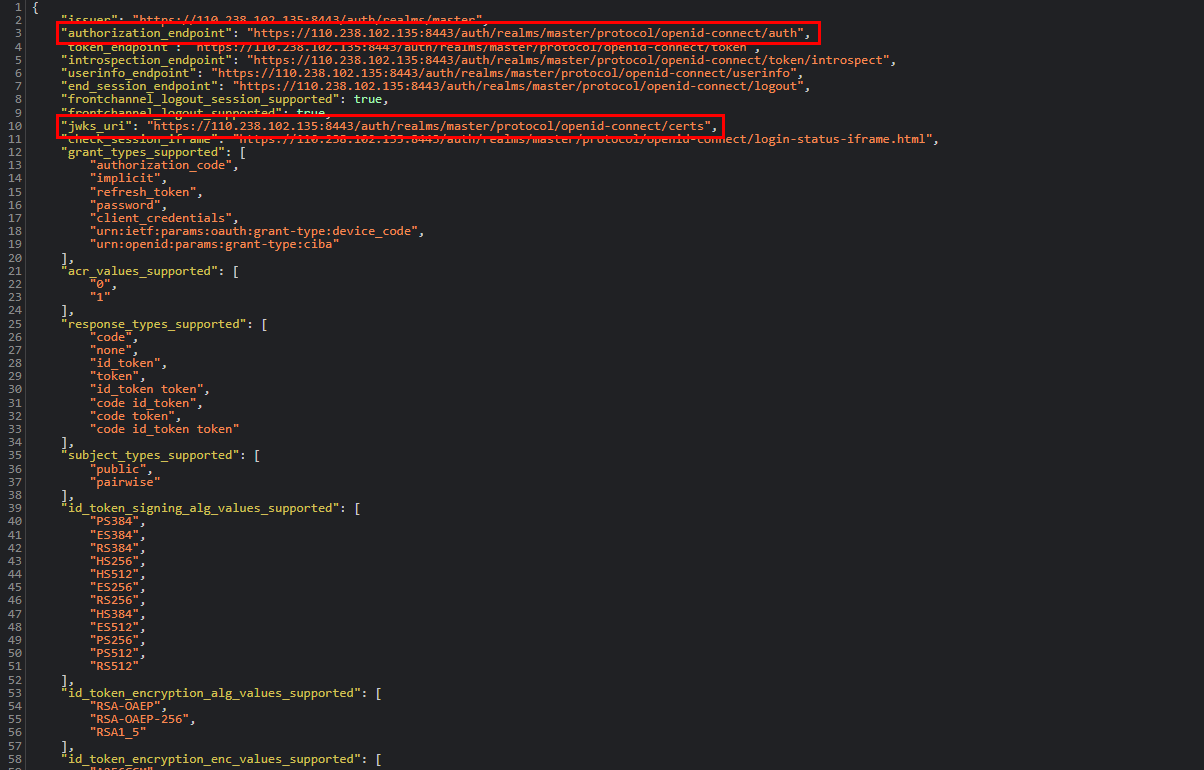 1 {
2 "issuer": "https://110.238.102.135:8443/auth/realms/master",
3 "authorization_endpoint": "https://110.238.102.135:8443/auth/realms/master/protocol/openid-connect/auth",
4 "token_endpoint": "https://110.238.102.135:8443/auth/realms/master/protocol/openid-connect/token",
5 "introspection_endpoint": "https://110.238.102.135:8443/auth/realms/master/protocol/openid-connect/token/introspect",
6 "userinfo_endpoint": "https://110.238.102.135:8443/auth/realms/master/protocol/openid-connect/userinfo",
7 "end_session_endpoint": "https://110.238.102.135:8443/auth/realms/master/protocol/openid-connect/logout",
8 "frontchannel_logout_session_supported": true,
9 "frontchannel_logout_supported": true,
10 "jwks_uri": "https://110.238.102.135:8443/auth/realms/master/protocol/openid-connect/certs",
11 "check_session_iframe": "https://110.238.102.135:8443/auth/realms/master/protocol/openid-connect/login-status-iframe.html",
12 "grant_types_supported": [
13 "authorization_code",
14 "implicit",
15 "refresh_token",
16 "password",
17 "client_credentials",
18 "urn:ietf:params:oauth:grant-type:device_code",
19 "urn:openid:params:grant-type:ciba"
20 ],
21 "acr_values_supported": [
22 "0",
23 "1"
24 ],
25 "response_types_supported": [
26 "code",
27 "none",
28 "id_token",
29 "token",
30 "id_token token",
31 "code id_token",
32 "code token",
33 "code id_token token"
34 ],
35 "subject_types_supported": [
36 "public",
37 "pairwise"
38 ],
39 "id_token_signing_alg_values_supported": [
40 "PS384",
41 "ES384",
42 "RS384",
43 "HS256",
44 "HS512",
45 "ES256",
46 "RS256",
47 "HS384",
48 "ES512",
49 "PS256",
50 "PS512",
51 "RS512"
52 ],
53 "id_token_encryption_alg_values_supported": [
54 "RSA-OAEP",
55 "RSA-OAEP-256",
56 "RSA1_5"
57 ],
58 "id_token_encryption_enc_values_supported": [